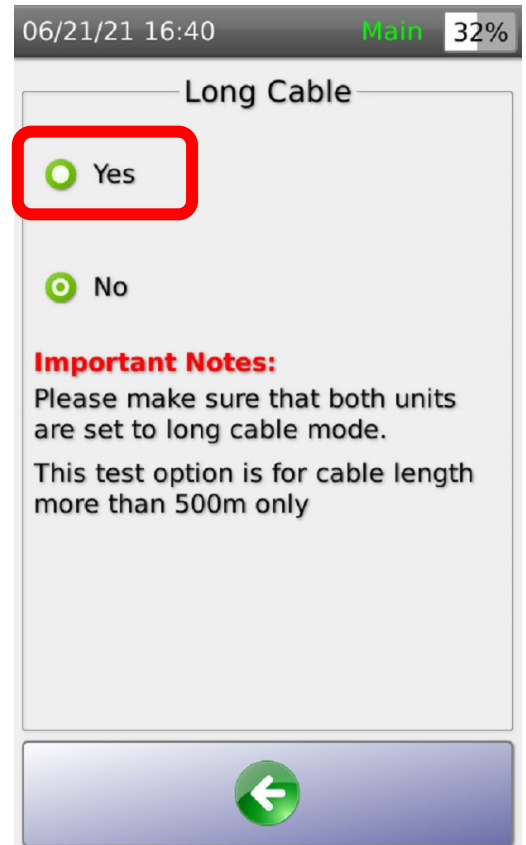 06/21/21 16:40 Main 32%
Long Cable
Yes
No
Important Notes:
Please make sure that both units
are set to long cable mode.
This test option is for cable length
more than 500m only